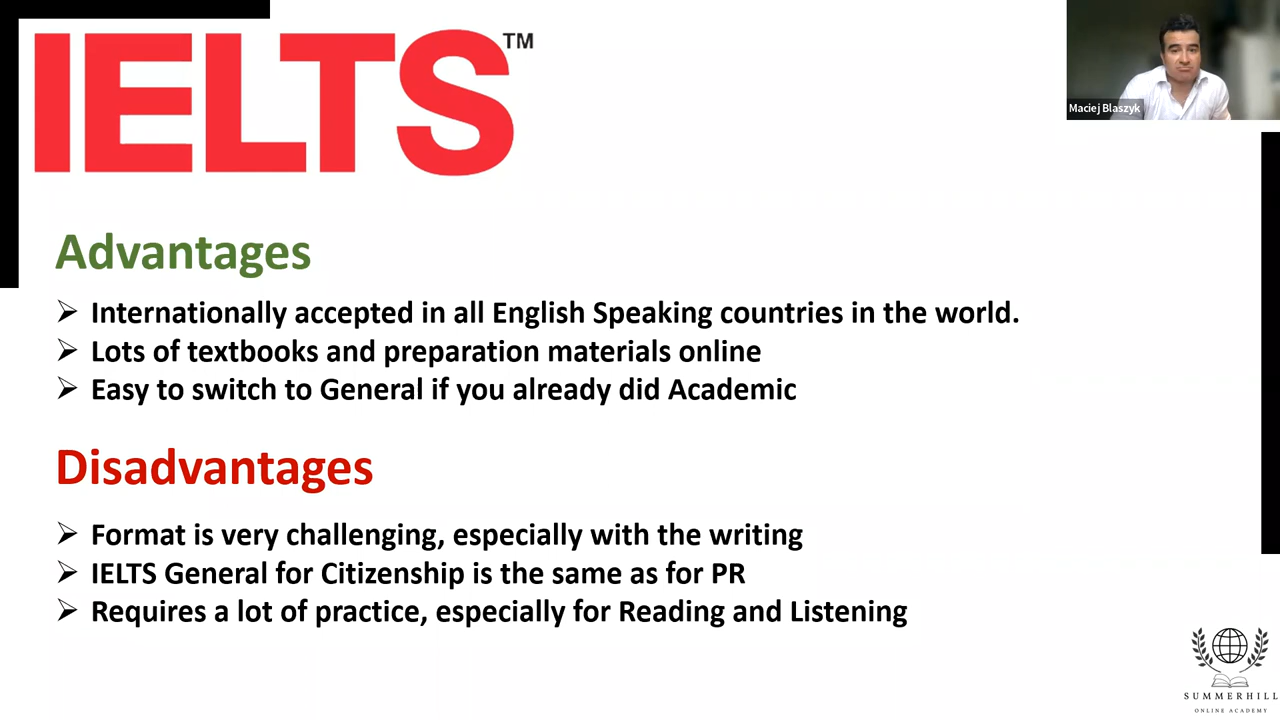 IELTS™
Maciej Blaszyk
Advantages
➢ Internationally accepted in all English Speaking countries in the world.
➢ Lots of textbooks and preparation materials online
➢ Easy to switch to General if you already did Academic
Disadvantages
➢ Format is very challenging, especially with the writing
➢ IELTS General for Citizenship is the same as for PR
➢ Requires a lot of practice, especially for Reading and Listening
SUMMERHILL
ONLINE ACADEMY